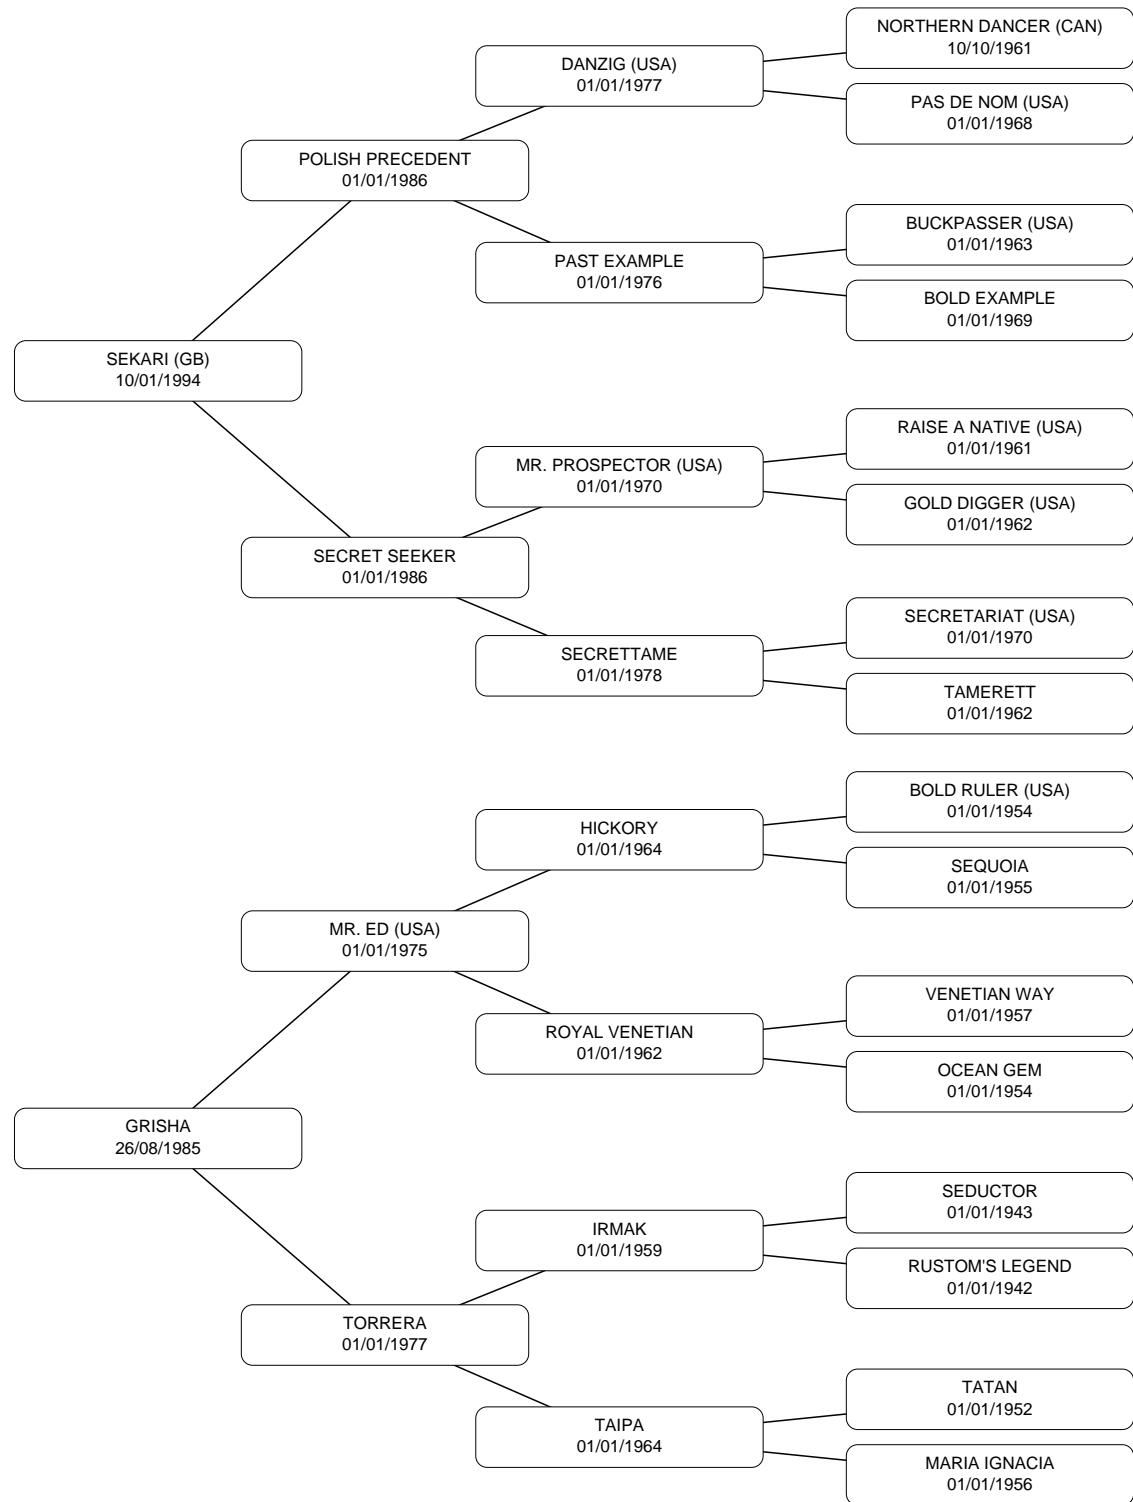 NORTHERN DANCER (CAN)
10/10/1961
DANZIG (USA)
01/01/1977
PAS DE NOM (USA)
01/01/1968
POLISH PRECEDENT
01/01/1986
BUCKPASSER (USA)
01/01/1963
PAST EXAMPLE
01/01/1976
BOLD EXAMPLE
01/01/1969
SEKARI (GB)
10/01/1994
RAISE A NATIVE (USA)
01/01/1961
MR. PROSPECTOR (USA)
01/01/1970
GOLD DIGGER (USA)
01/01/1962
SECRET SEEKER
01/01/1986
SECRETARIAT (USA)
01/01/1970
SECRETTAME
01/01/1978
TAMERETT
01/01/1962
BOLD RULER (USA)
01/01/1954
HICKORY
01/01/1964
SEQUOIA
01/01/1955
MR. ED (USA)
01/01/1975
VENETIAN WAY
01/01/1957
ROYAL VENETIAN
01/01/1962
OCEAN GEM
01/01/1954
GRISHA
26/08/1985
SEDUCTOR
01/01/1943
IRMAK
01/01/1959
RUSTOM'S LEGEND
01/01/1942
TORRERA
01/01/1977
TATAN
01/01/1952
TAIPA
01/01/1964
MARIA IGNACIA
01/01/1956